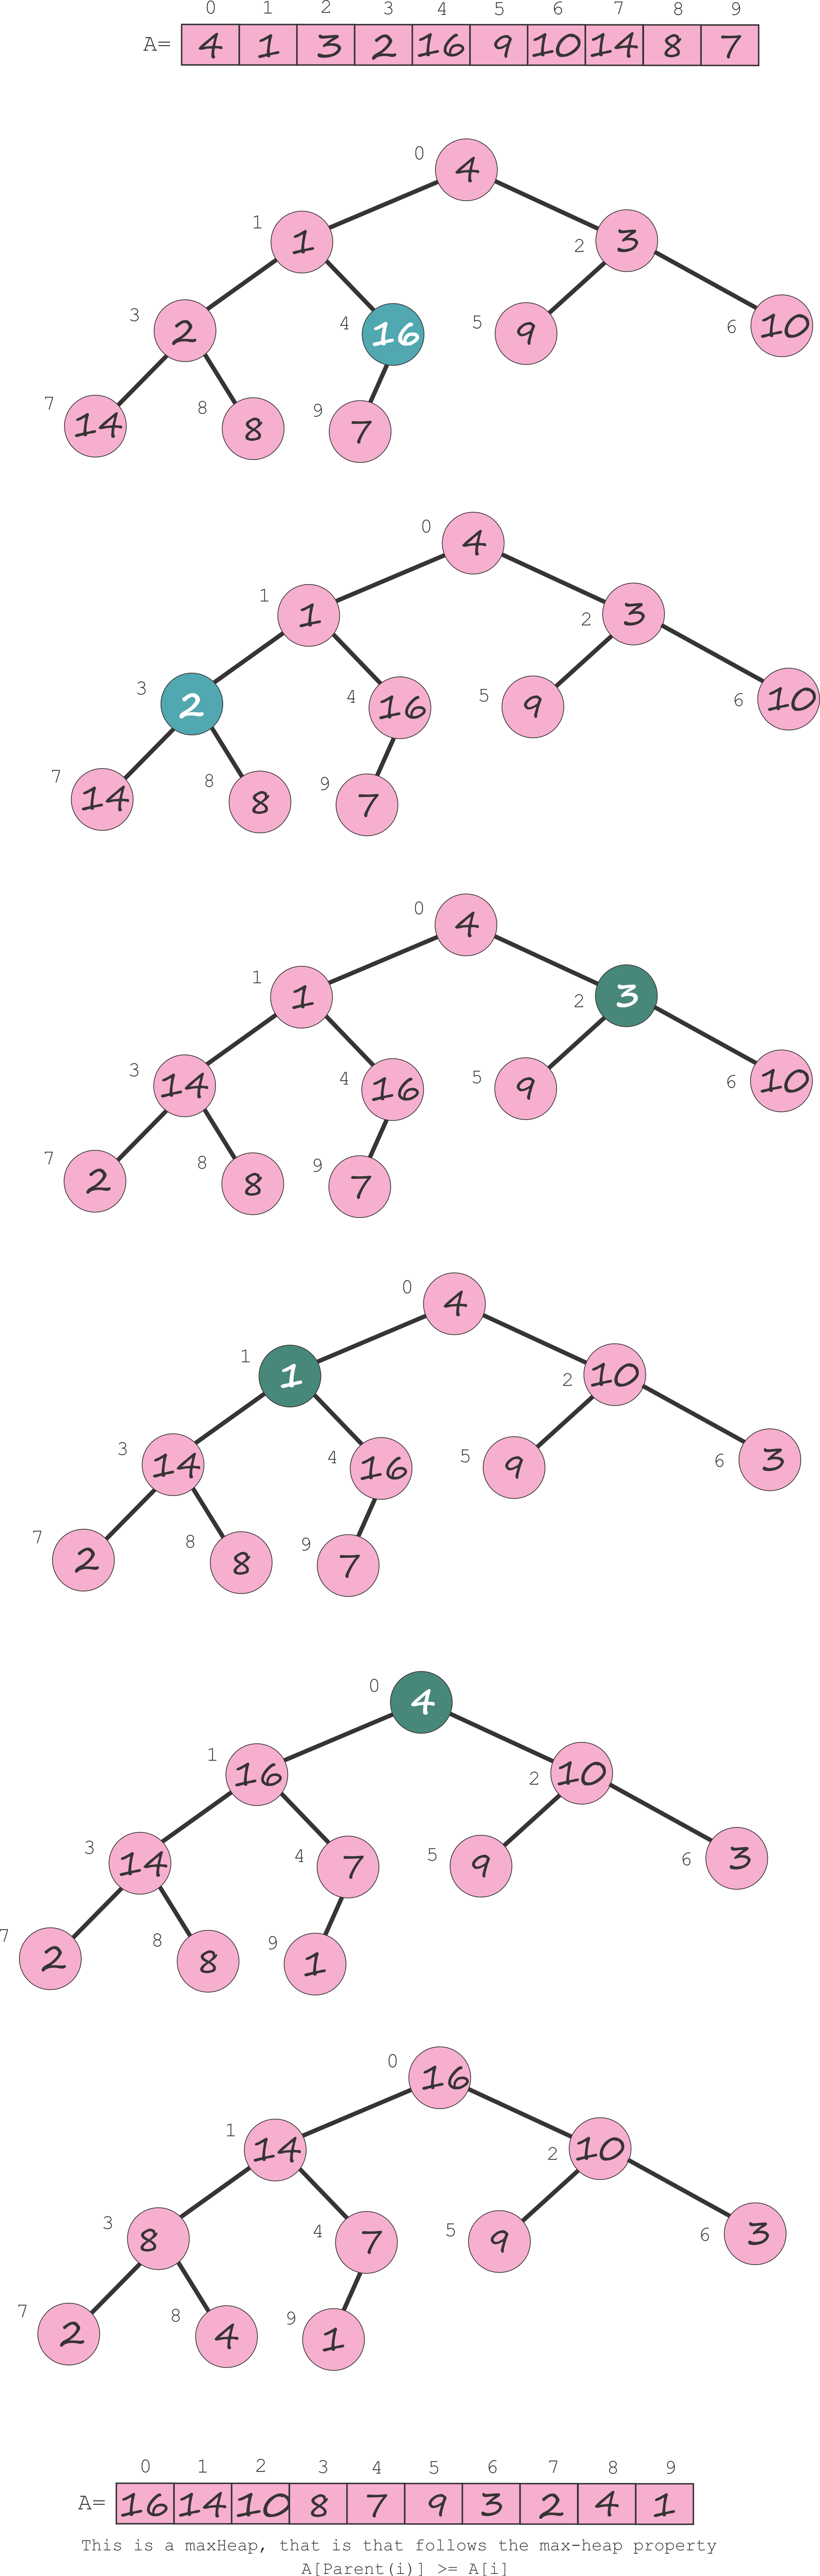 0 1 2 3 4 5 6 7 8 9
A= 4 1 3 2 16 9 10 14 8 7
0 4
1 1 2 3
3 2 4 16 5 9 6 10
7 14 8 8 9 7
0 4
1 1 2 3
3 2 4 16 5 9 6 10
7 14 8 8 9 7
0 4
1 1 2 3
3 14 4 16 5 9 6 10
7 2 8 8 9 7
0 4
1 1 2 10
3 14 4 16 5 9 6 3
7 2 8 8 9 7
0 4
1 16 2 10
3 14 4 7 5 9 6 3
7 2 8 8 9 1
0 16
1 14 2 10
3 8 4 7 5 9 6 3
7 2 8 4 9 1
0 1 2 3 4 5 6 7 8 9
A= 16 14 10 8 7 9 3 2 4 1
This is a maxHeap, that is that follows the max-heap property
A[Parent(i)] >= A[i]